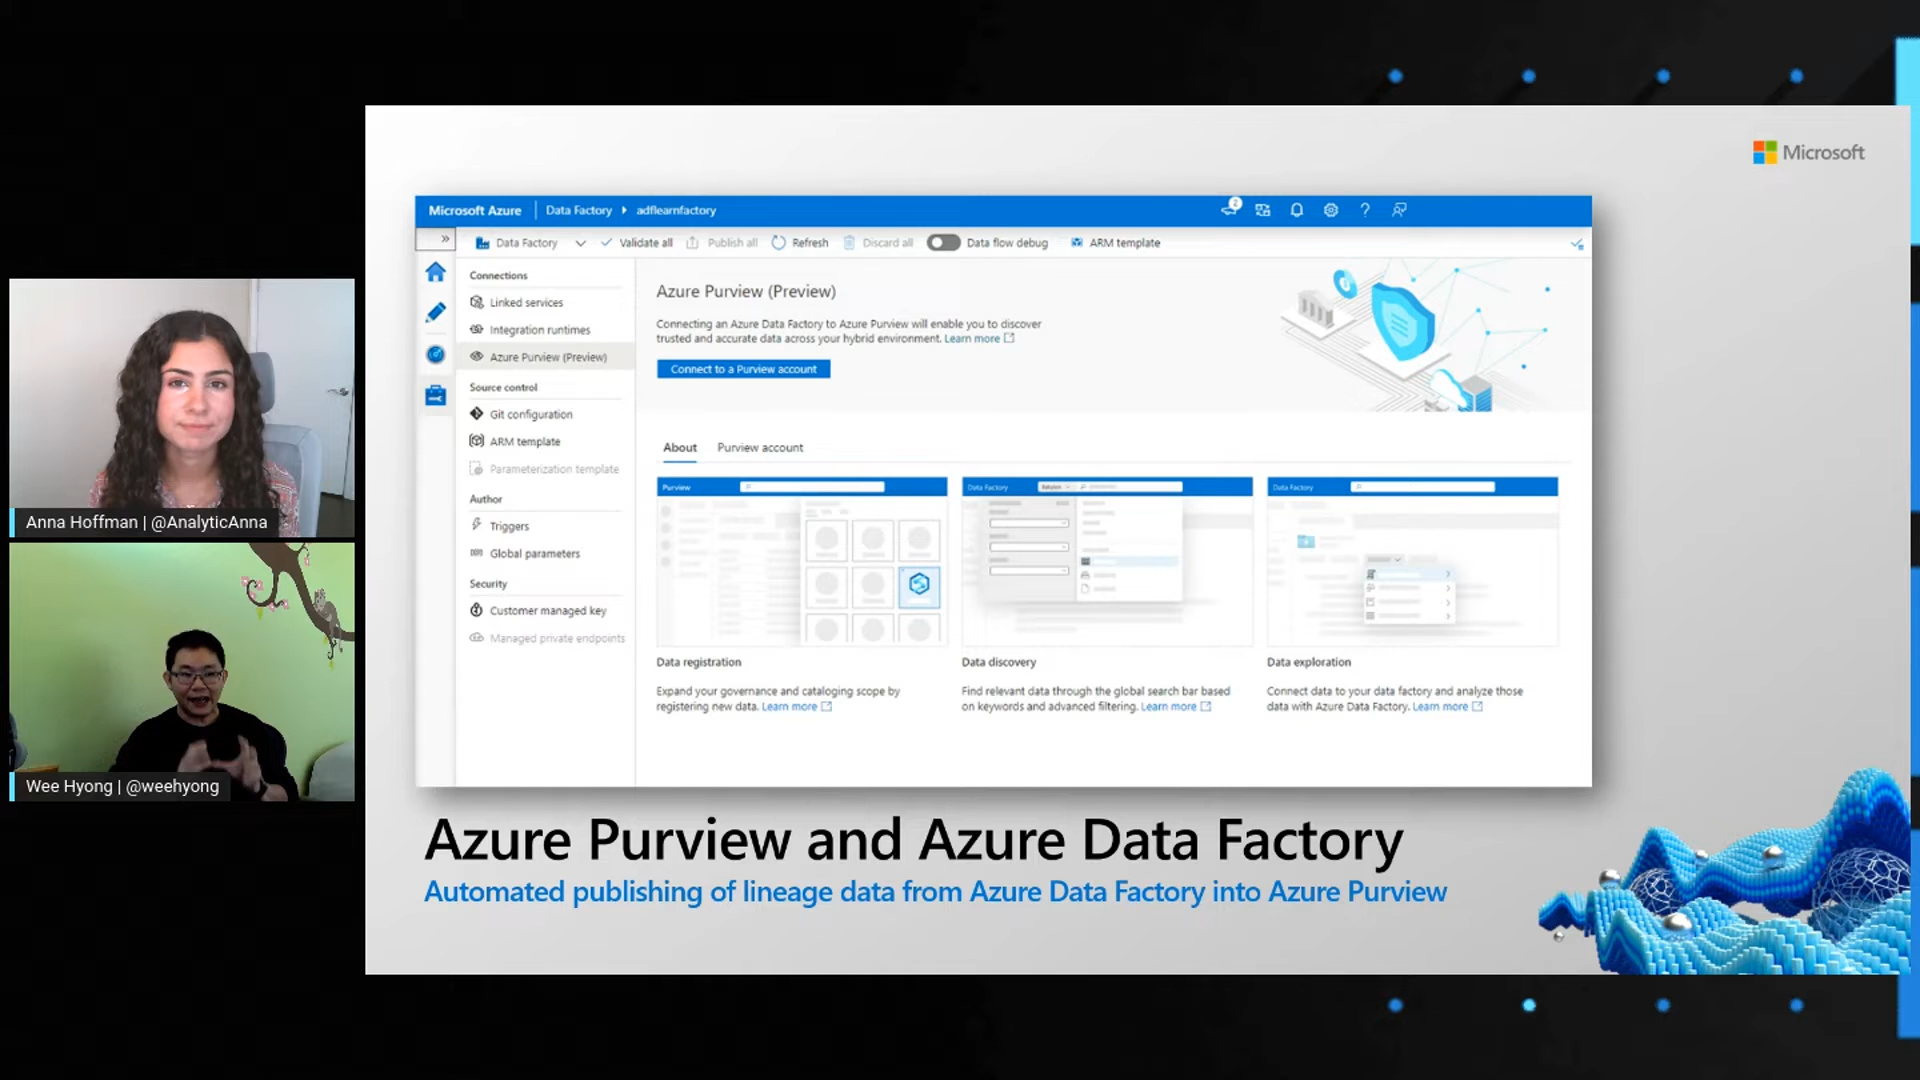 Microsoft
Microsoft Azure
Data Factory
adflearnfactory
2
Data Factory
Validate all
Publish all
Refresh
Discard all
Data flow debug
ARM template
Connections
Linked services
Integration runtimes
Azure Purview (Preview)
Source control
Git configuration
ARM template
Parameterization template
Author
Triggers
Global parameters
Security
Customer managed key
Managed private endpoints
Azure Purview (Preview)
Connecting an Azure Data Factory to Azure Purview will enable you to discover
trusted and accurate data across your hybrid environment. Learn more
Connect to a Purview account
About
Purview account
Purview
Data Factory
Data Factory
Data registration
Expand your governance and cataloging scope by
registering new data. Learn more
Data discovery
Find relevant data through the global search bar based
on keywords and advanced filtering. Learn more
Data exploration
Connect data to your data factory and analyze those
data with Azure Data Factory. Learn more
Anna Hoffman | @AnalyticAnna
Wee Hyong | @weehyong
Azure Purview and Azure Data Factory
Automated publishing of lineage data from Azure Data Factory into Azure Purview